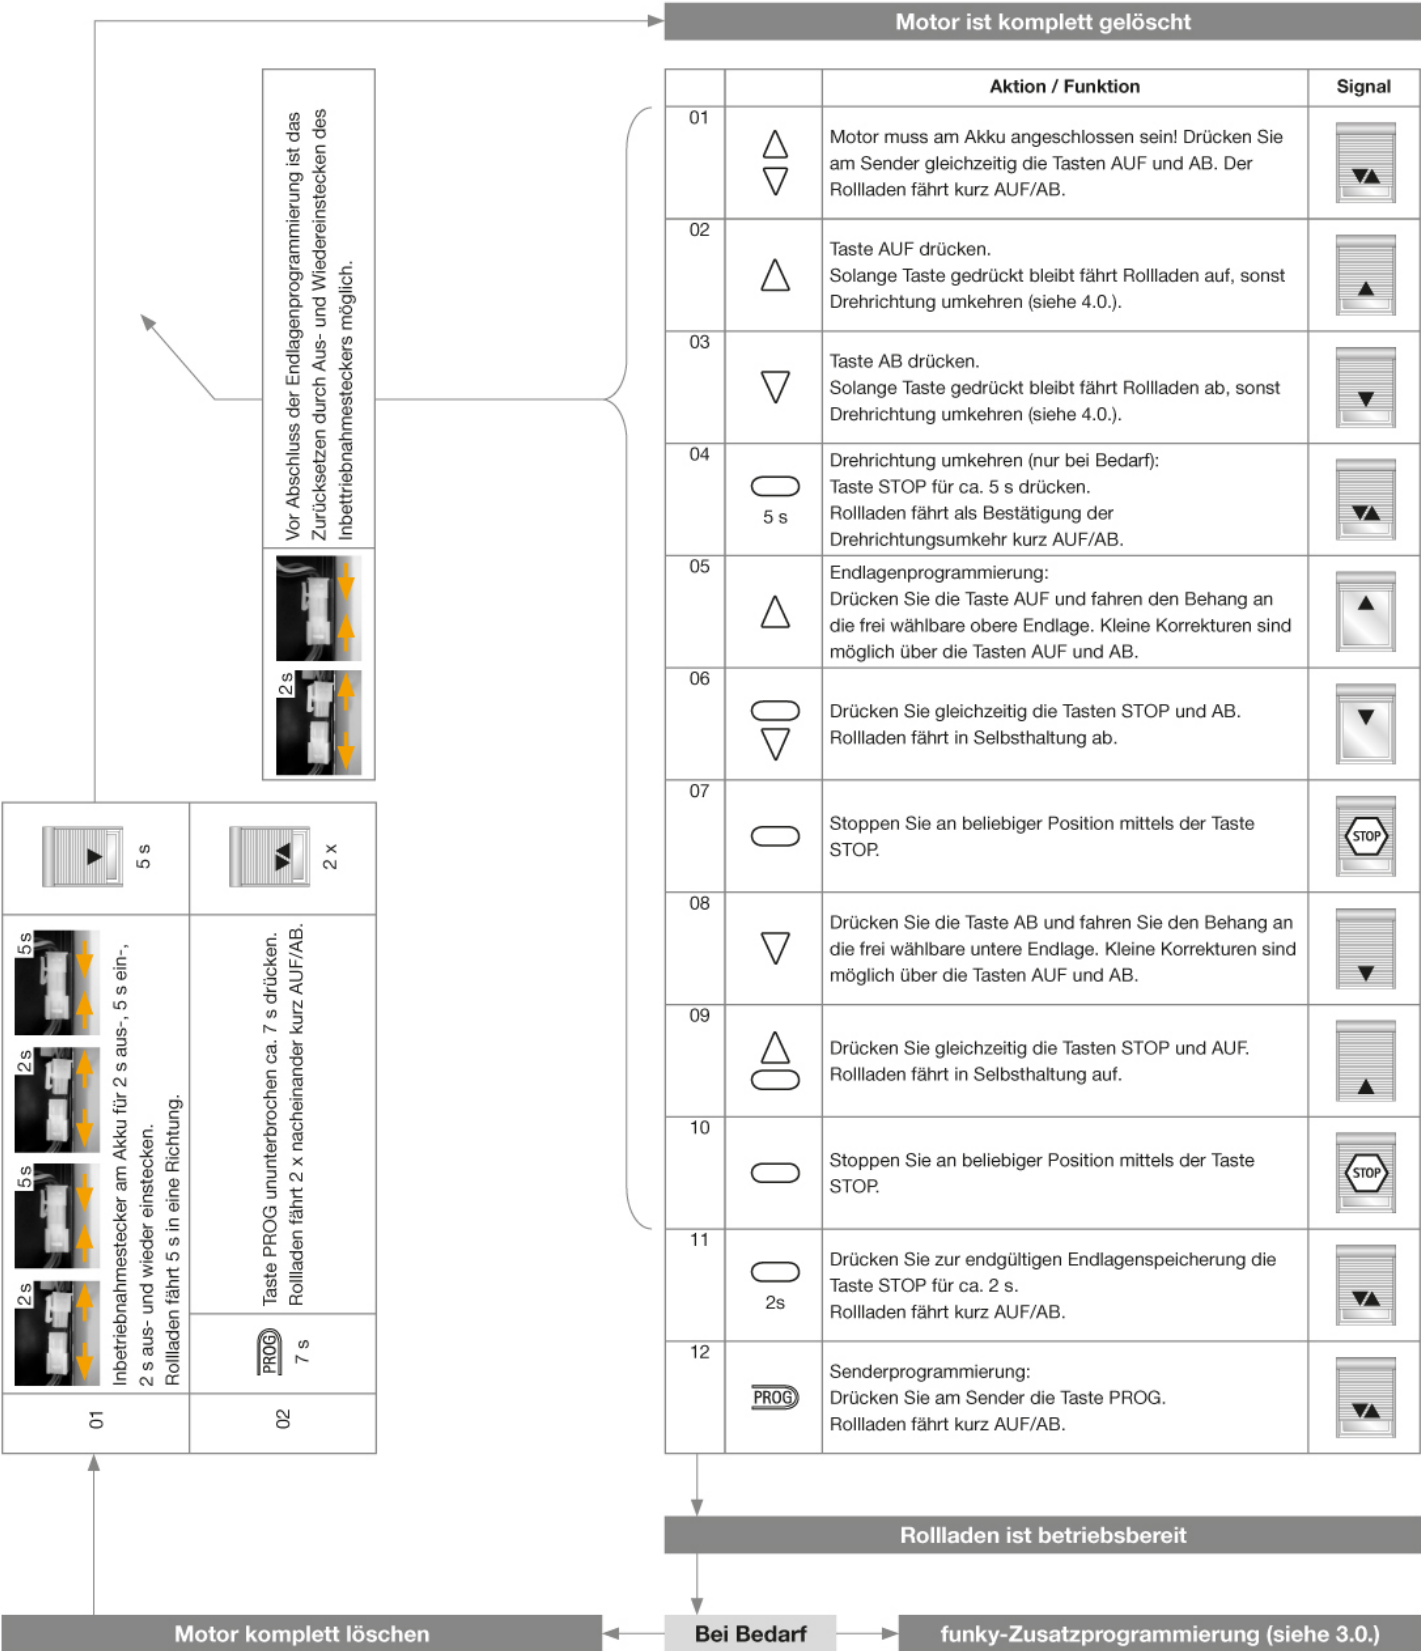 Motor ist komplett gelöscht
Aktion / Funktion
Signal
01
Motor muss am Akku angeschlossen sein! Drücken Sie
am Sender gleichzeitig die Tasten AUF und AB. Der
Rollladen fährt kurz AUF/AB.
02
Taste AUF drücken.
Solange Taste gedrückt bleibt fährt Rollladen auf, sonst
Drehrichtung umkehren (siehe 4.0.).
03
Taste AB drücken.
Solange Taste gedrückt bleibt fährt Rollladen ab, sonst
Drehrichtung umkehren (siehe 4.0.).
04
5 s
Drehrichtung umkehren (nur bei Bedarf):
Taste STOP für ca. 5 s drücken.
Rollladen fährt als Bestätigung der
Drehrichtungsumkehr kurz AUF/AB.
05
Endlagenprogrammierung:
Drücken Sie die Taste AUF und fahren den Behang an
die frei wählbare obere Endlage. Kleine Korrekturen sind
möglich über die Tasten AUF und AB.
06
Drücken Sie gleichzeitig die Tasten STOP und AB.
Rollladen fährt in Selbsthaltung ab.
07
Stoppen Sie an beliebiger Position mittels der Taste
STOP.
STOP
08
Drücken Sie die Taste AB und fahren Sie den Behang an
die frei wählbare untere Endlage. Kleine Korrekturen sind
möglich über die Tasten AUF und AB.
09
Drücken Sie gleichzeitig die Tasten STOP und AUF.
Rollladen fährt in Selbsthaltung auf.
10
Stoppen Sie an beliebiger Position mittels der Taste
STOP.
STOP
11
2s
Drücken Sie zur endgültigen Endlagenspeicherung die
Taste STOP für ca. 2 s.
Rollladen fährt kurz AUF/AB.
12
PROG
Senderprogrammierung:
Drücken Sie am Sender die Taste PROG.
Rollladen fährt kurz AUF/AB.
Rollladen ist betriebsbereit
Bei Bedarf
funky-Zusatzprogrammierung (siehe 3.0.)
Motor komplett löschen
01
2s
5s
2s
5s
Inbetriebnahmestecker am Akku für 2 s aus-, 5 s ein-,
2 s aus- und wieder einstecken.
Rollladen fährt 5 s in eine Richtung.
5 s
02
PROG
7 s
Taste PROG ununterbrochen ca. 7 s drücken.
Rollladen fährt 2 x nacheinander kurz AUF/AB.
2 x
2s
Vor Abschluss der Endlagenprogrammierung ist das
Zurücksetzen durch Aus- und Wiedereinstecken des
Inbettriebnahmesteckers möglich.